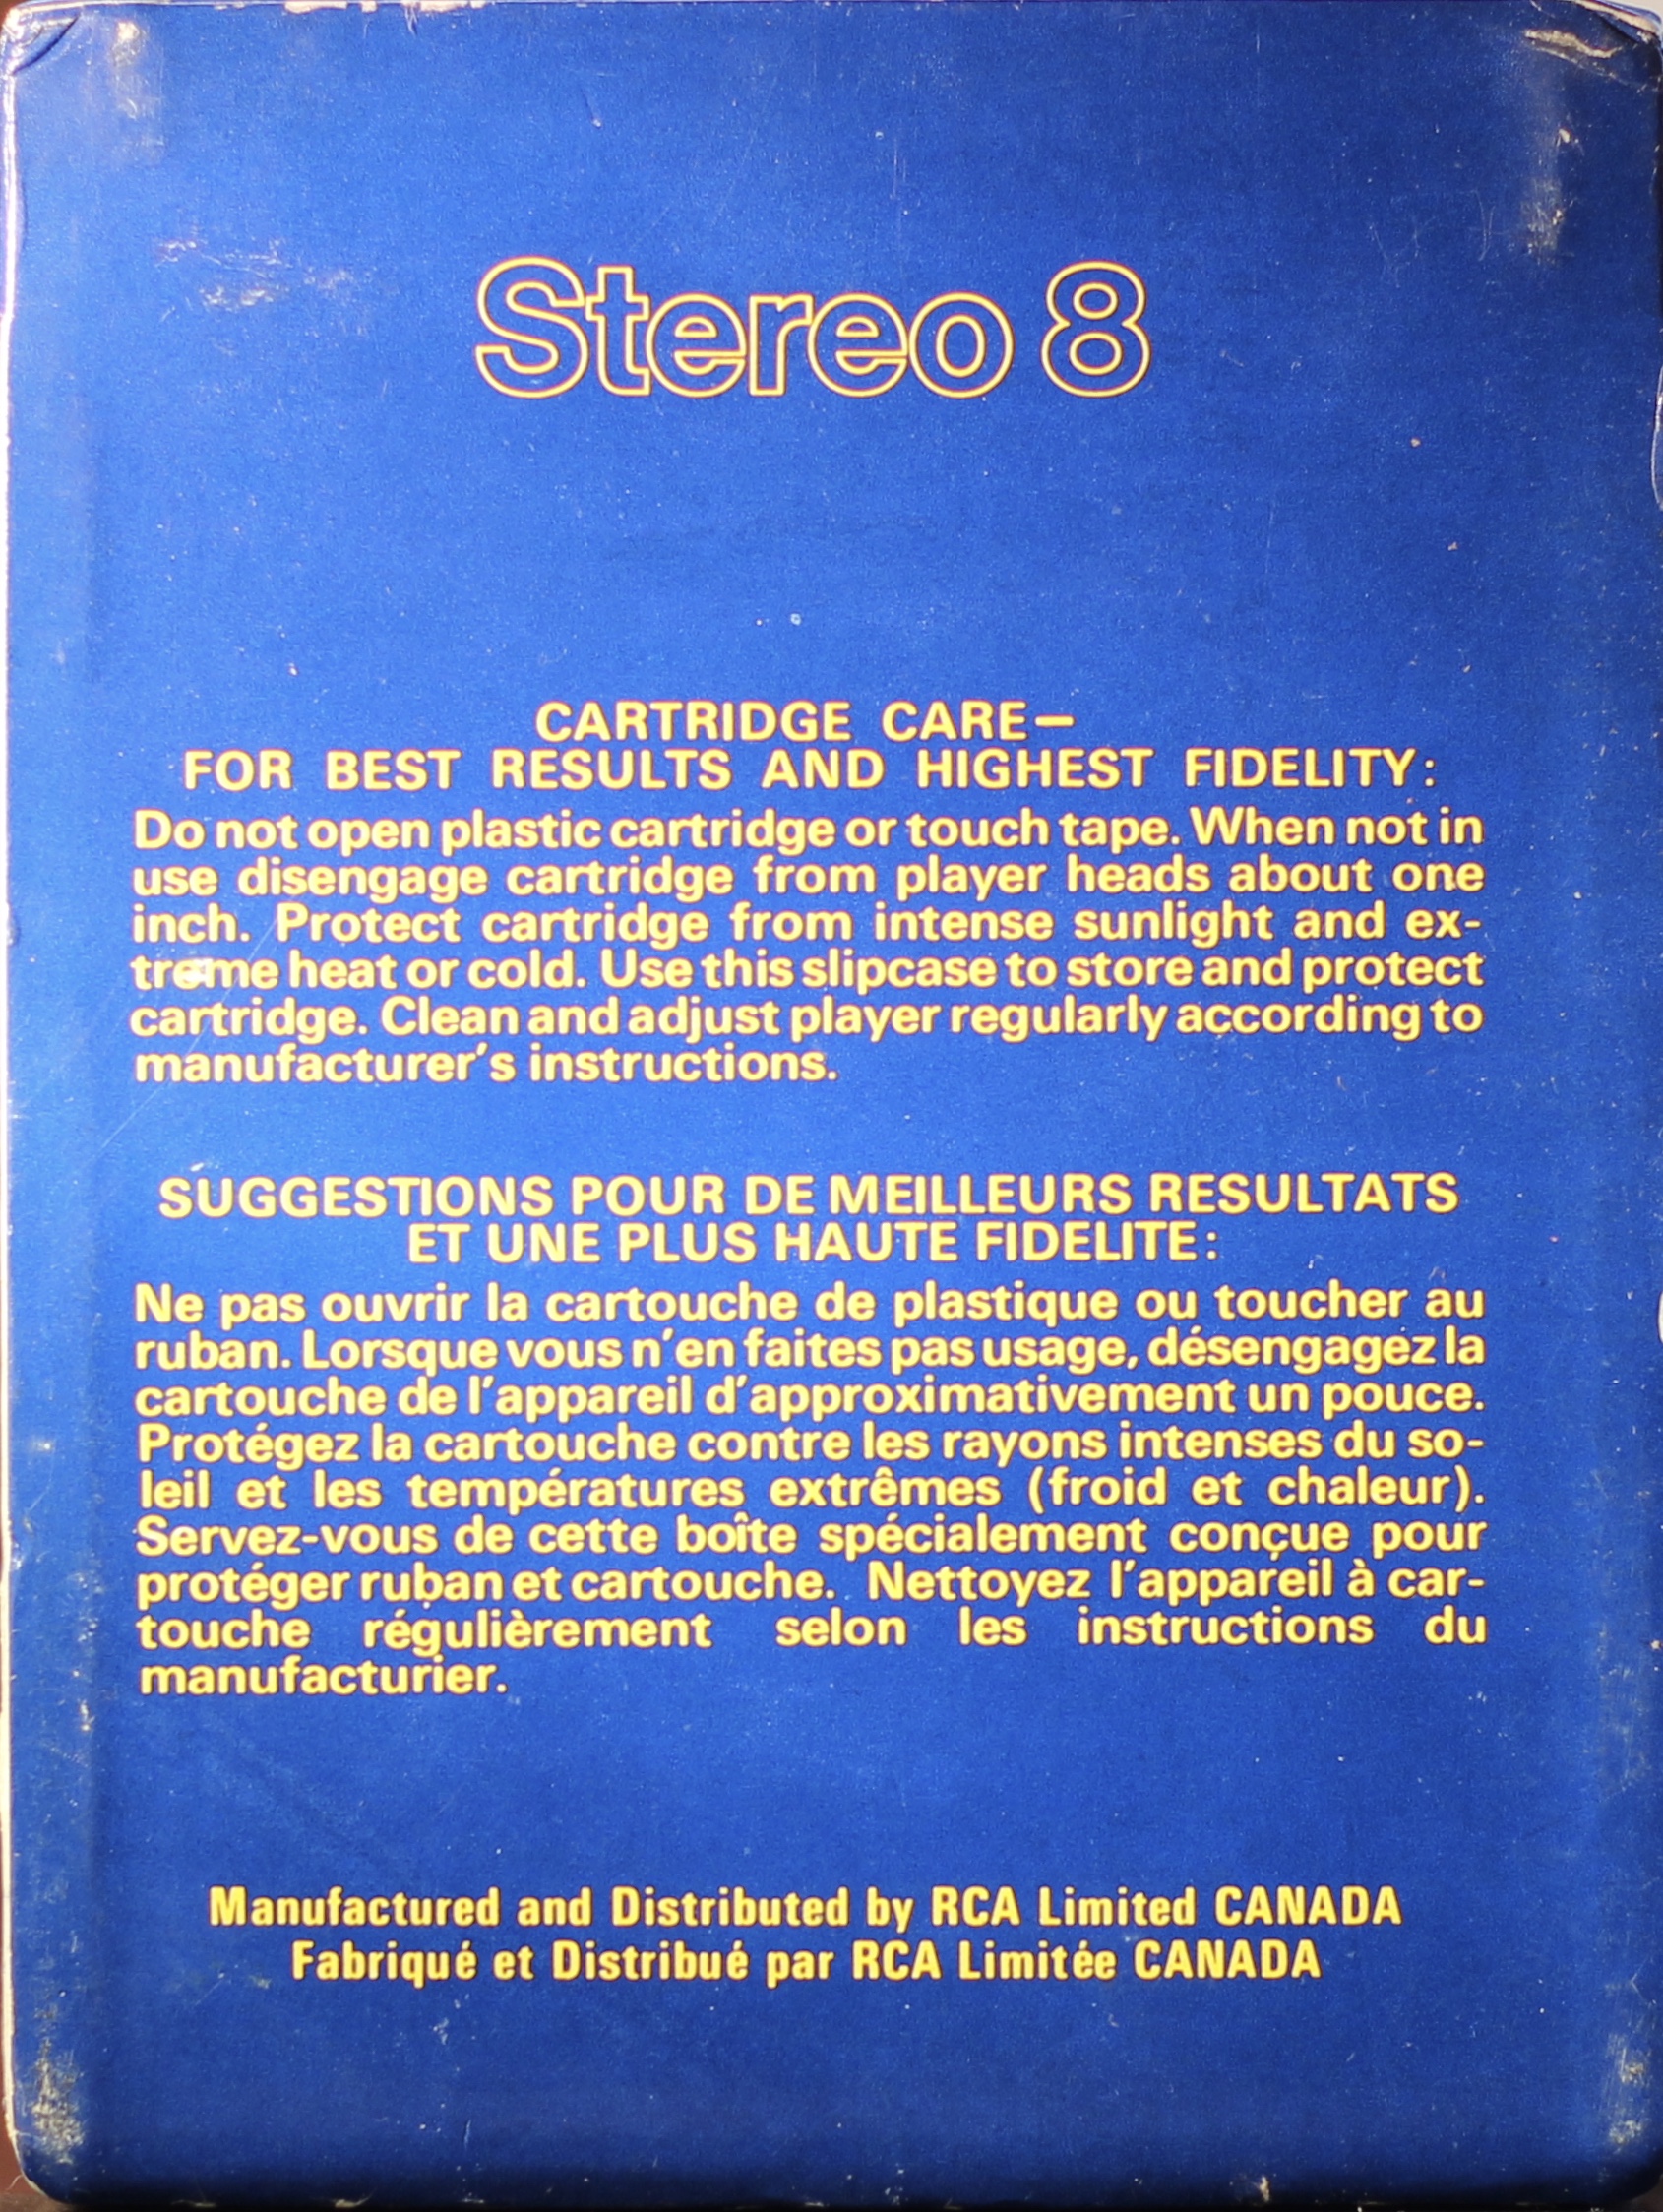 Stereo 8
CARTRIDGE CARE—
FOR BEST RESULTS AND HIGHEST FIDELITY:
Do not open plastic cartridge or touch tape. When not in
use disengage cartridge from player heads about one
inch. Protect cartridge from intense sunlight and ex-
treme heat or cold. Use this slipcase to store and protect
cartridge. Clean and adjust player regularly according to
manufacturer's instructions.
SUGGESTIONS POUR DE MEILLEURS RESULTATS
ET UNE PLUS HAUTE FIDELITE:
Ne pas ouvrir la cartouche de plastique ou toucher au
ruban. Lorsque vous n'en faites pas usage, désengagez la
cartouche de l'appareil d'approximativement un pouce.
Protégez la cartouche contre les rayons intenses du so-
leil et les températures extrêmes (froid et chaleur).
Servez-vous de cette boîte spécialement conçue pour
protéger ruban et cartouche. Nettoyez l'appareil à car-
touche régulièrement selon les instructions du
manufacturier.
Manufactured and Distributed by RCA Limited CANADA
Fabriqué et Distribué par RCA Limitée CANADA